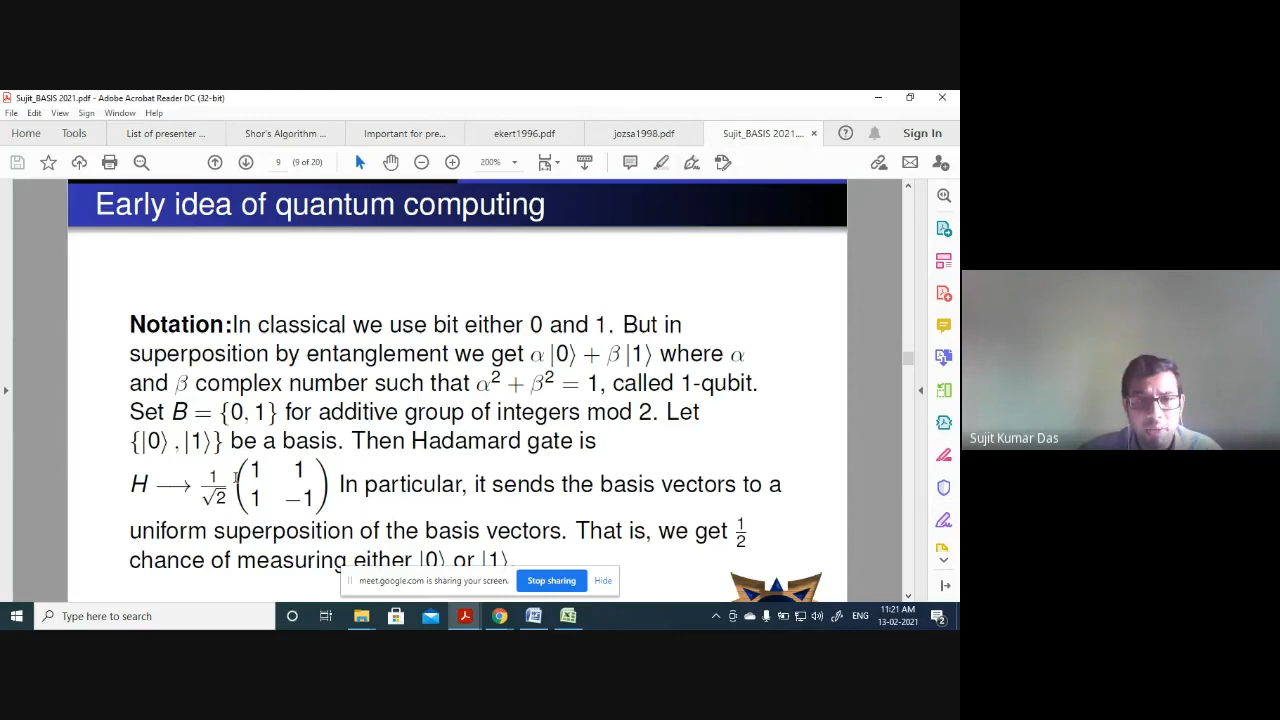 Sujit_BASIS 2021.pdf - Adobe Acrobat Reader DC (32-bit)
File Edit View Sign Window Help
Home Tools List of presenter ... Shor's Algorithm ... Important for pre... ekert1996.pdf jozsa1998.pdf Sujit_BASIS 2021.... × Sign In
9 (9 of 20) 200%
Early idea of quantum computing
Notation:In classical we use bit either 0 and 1. But in
superposition by entanglement we get α |0⟩ + β |1⟩ where α
and β complex number such that α² + β² = 1, called 1-qubit.
Set B = {0, 1} for additive group of integers mod 2. Let
{|0⟩ , |1⟩} be a basis. Then Hadamard gate is
H ⟶ 1/√2 (1 1; 1 −1) In particular, it sends the basis vectors to a
uniform superposition of the basis vectors. That is, we get 1/2
chance of measuring either |0⟩ or |1⟩.
meet.google.com is sharing your screen. Stop sharing Hide
Sujit Kumar Das
Type here to search
ENG
11:21 AM
13-02-2021
2